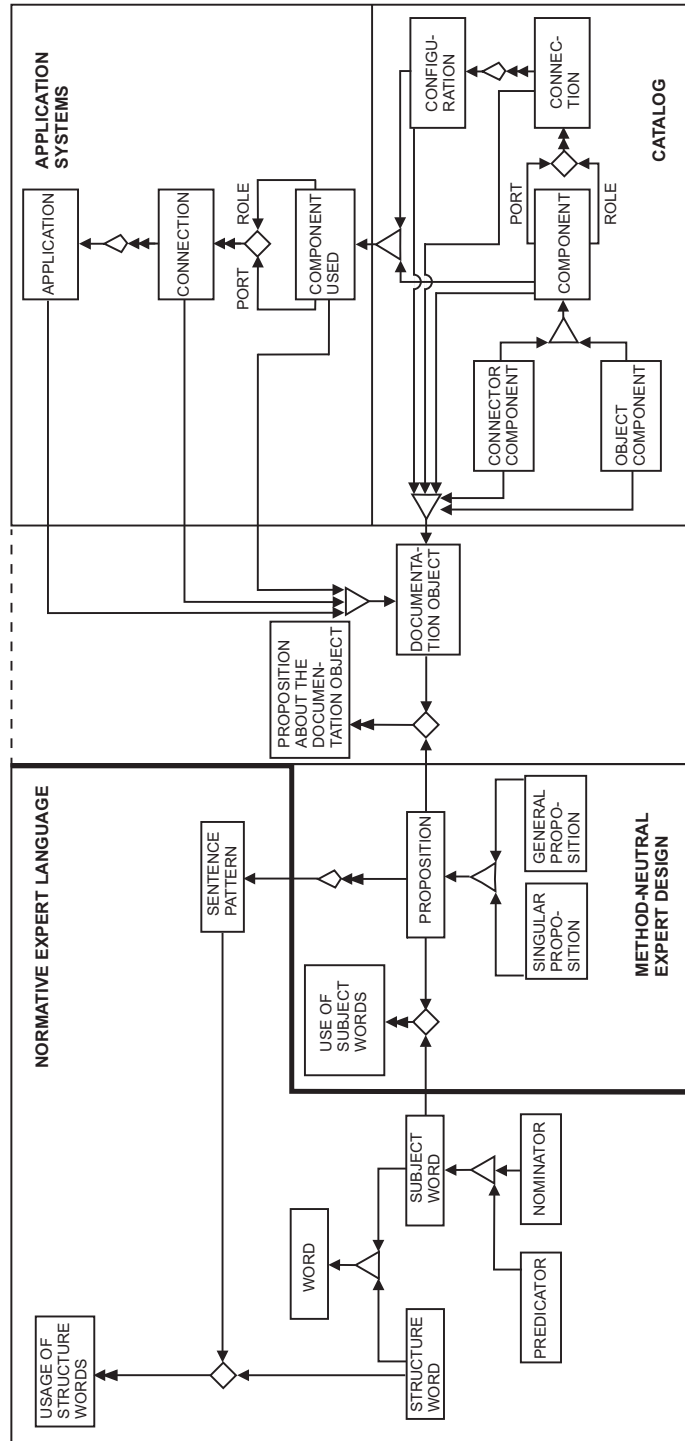 NORMATIVE EXPERT LANGUAGE
USAGE OF
STRUCTURE
WORDS
SENTENCE
PATTERN
WORD
STRUCTURE
WORD
SUBJECT
WORD
PREDICATOR
NOMINATOR
USE OF
SUBJECT
WORDS
PROPOSITION
SINGULAR
PROPO-
SITION
GENERAL
PROPO-
SITION
METHOD-NEUTRAL
EXPERT DESIGN
PROPOSITION
ABOUT THE
DOCUMEN-
TATION OBJECT
DOCUMENTA-
TION OBJECT
APPLICATION
SYSTEMS
APPLICATION
CONNECTION
PORT
ROLE
COMPONENT
USED
CONFIGU-
RATION
CONNEC-
TION
PORT
ROLE
COMPONENT
CONNECTOR
COMPONENT
OBJECT
COMPONENT
CATALOG